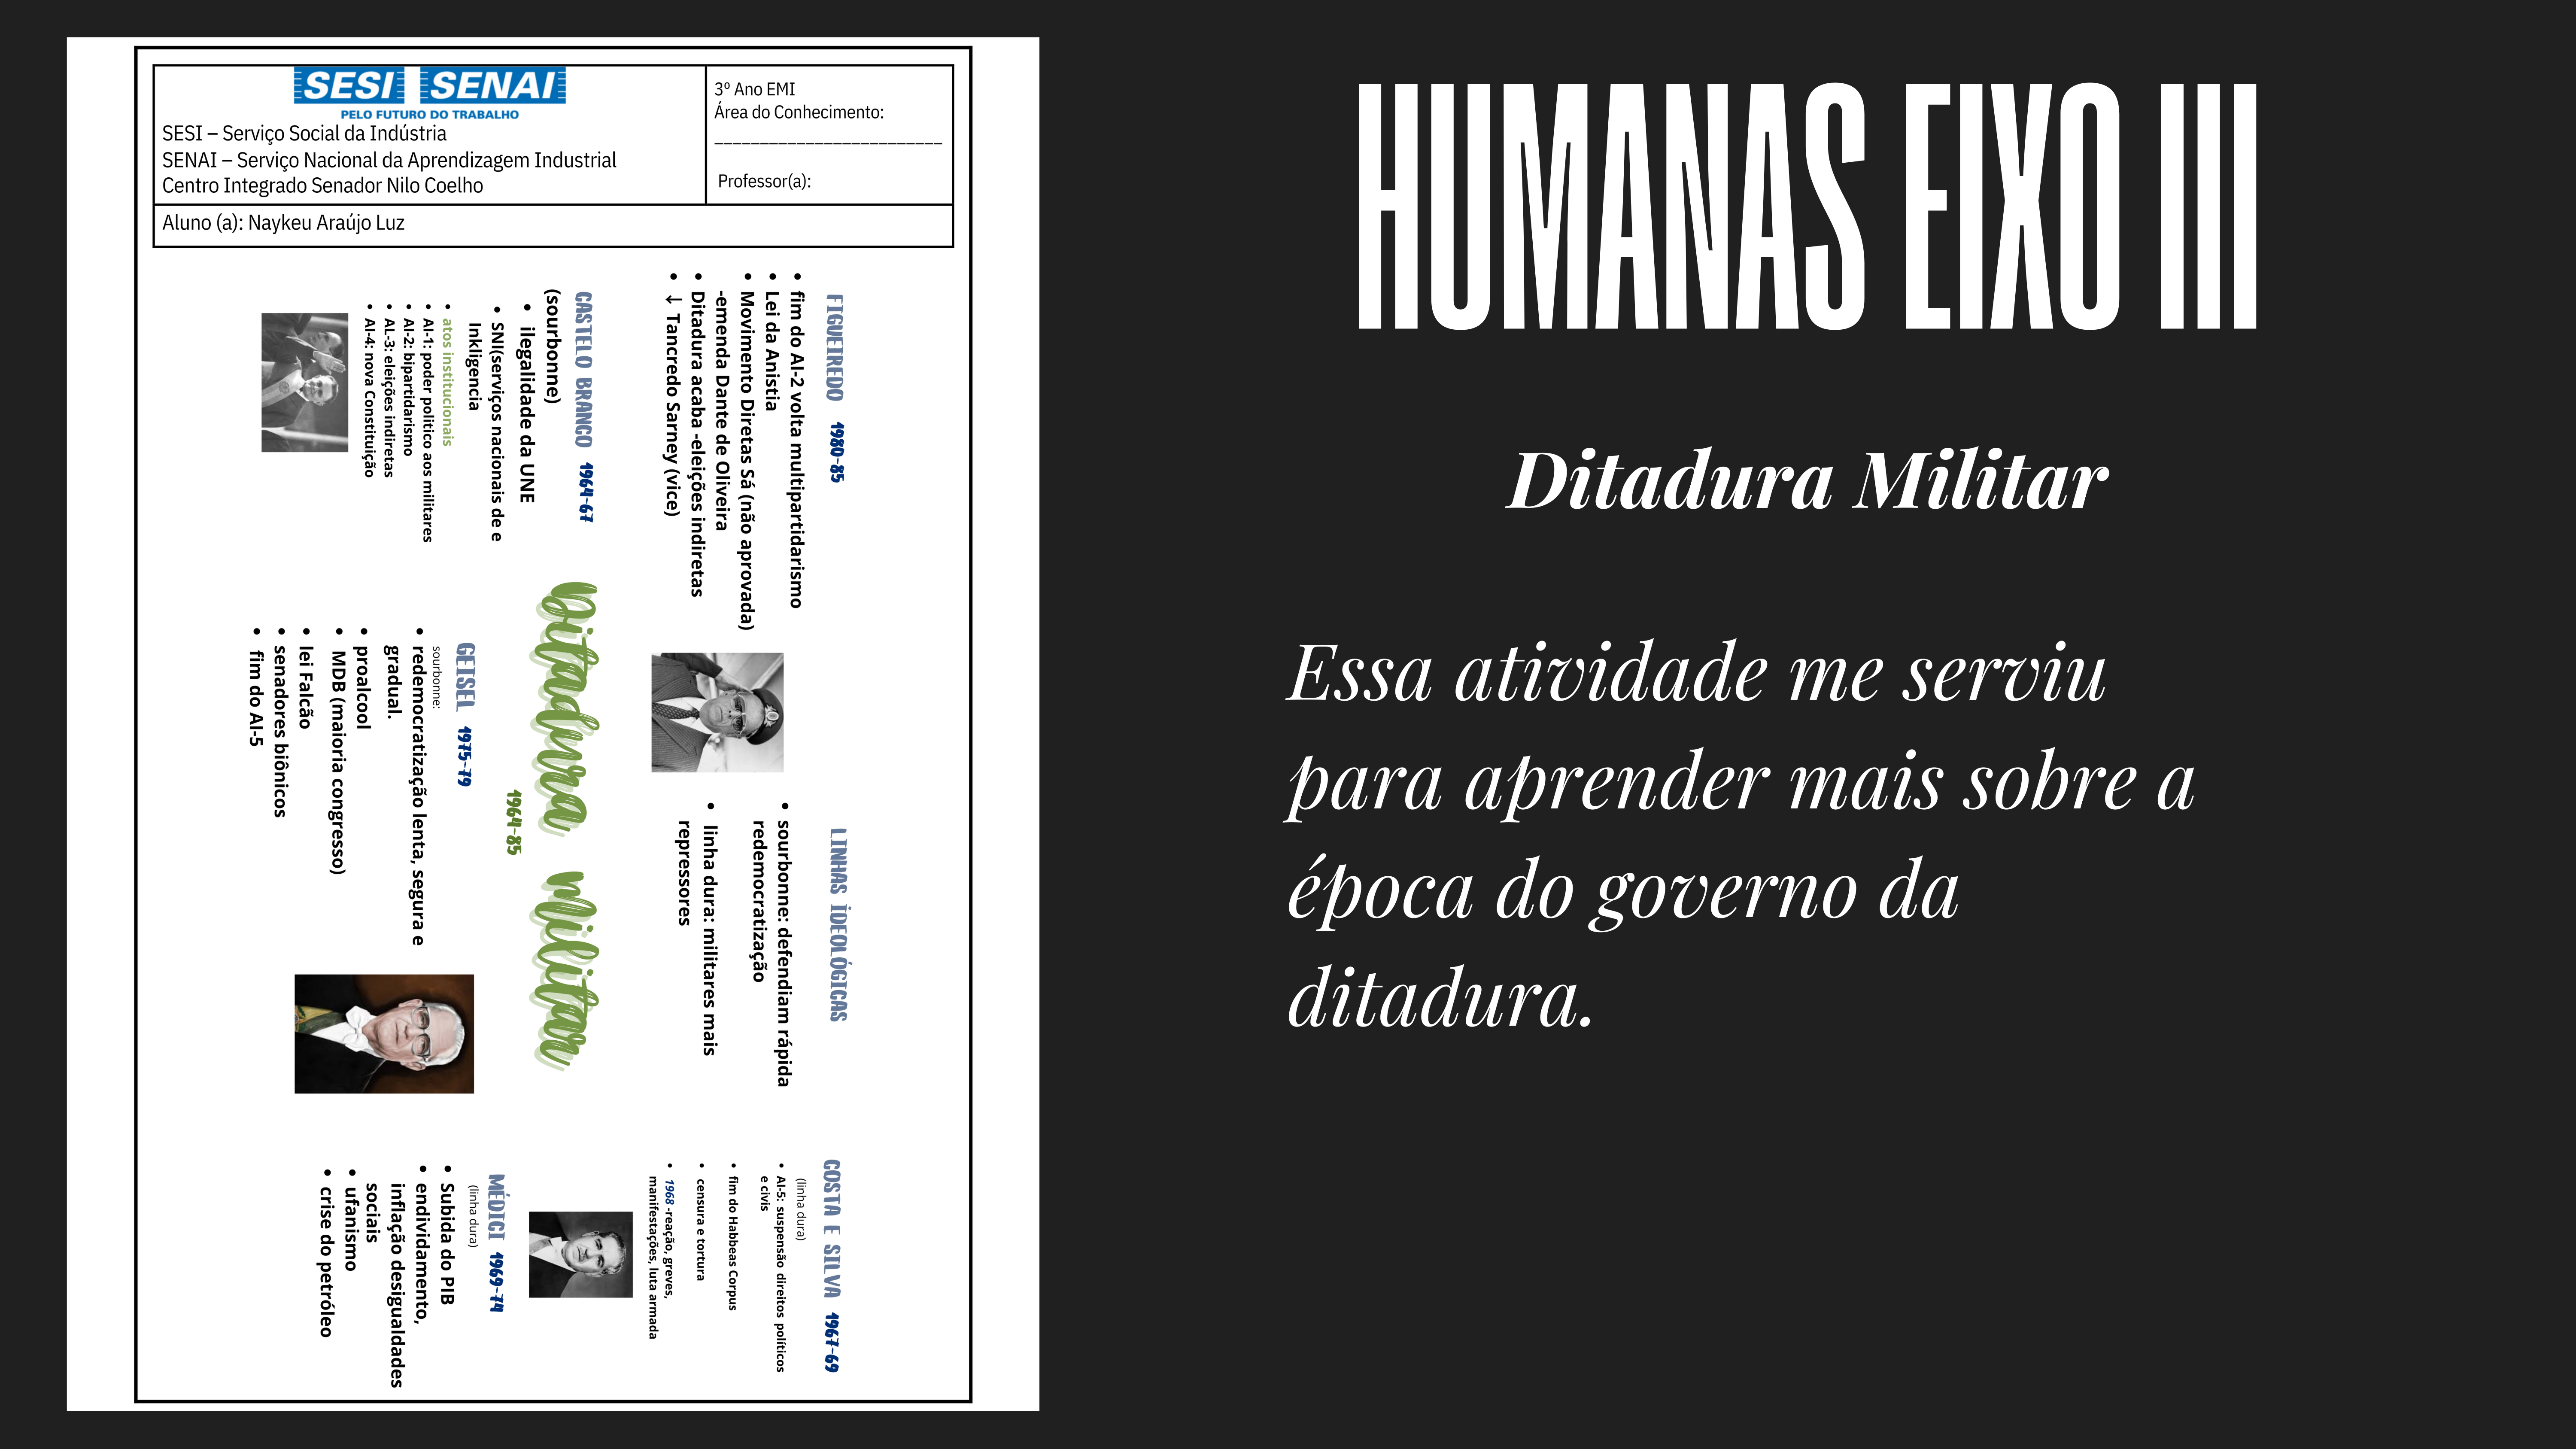 SESI SENAI
PELO FUTURO DO TRABALHO
SESI – Serviço Social da Indústria
SENAI – Serviço Nacional da Aprendizagem Industrial
Centro Integrado Senador Nilo Coelho
3º Ano EMI
Área do Conhecimento:
__________________________
Professor(a):
Aluno (a): Naykeu Araújo Luz
FIGUEIREDO 1980-85
• fim do AI-2 volta multipartidarismo
• Lei da Anistia
• Movimento Diretas Sá (não aprovada)
-emenda Dante de Oliveira
• Ditadura acaba -eleições indiretas
• ↓ Tancredo Sarney (vice)
LINHAS IDEOLÓGICAS
• sourbonne: defendiam rápida
redemocratização
• linha dura: militares mais
repressores
COSTA E SILVA 1967-69
(linha dura)
• AI-5: suspensão direitos políticos
e civis
• fim do Habbeas Corpus
• censura e tortura
• 1968 -reação, greves,
manifestações, luta armada
Ditadura militar
1964-85
CASTELO BRANCO 1964-67
(sourbonne)
• ilegalidade da UNE
• SNI(serviços nacionais de e
Inkligencia
• atos institucionais
• AI-1: poder político aos militares
• AI-2: bipartidarismo
• AL-3: eleições indiretas
• AI-4: nova Constituição
GEISEL 1975-79
sourbonne:
• redemocratização lenta, segura e
gradual.
• proalcool
• MDB (maioria congresso)
• lei Falcão
• senadores biônicos
• fim do AI-5
MÉDICI 1969-74
(linha dura)
• Subida do PIB
• endividamento,
inflação desigualdades
sociais
• ufanismo
• crise do petróleo
HUMANAS EIXO III
Ditadura Militar
Essa atividade me serviu
para aprender mais sobre a
época do governo da
ditadura.